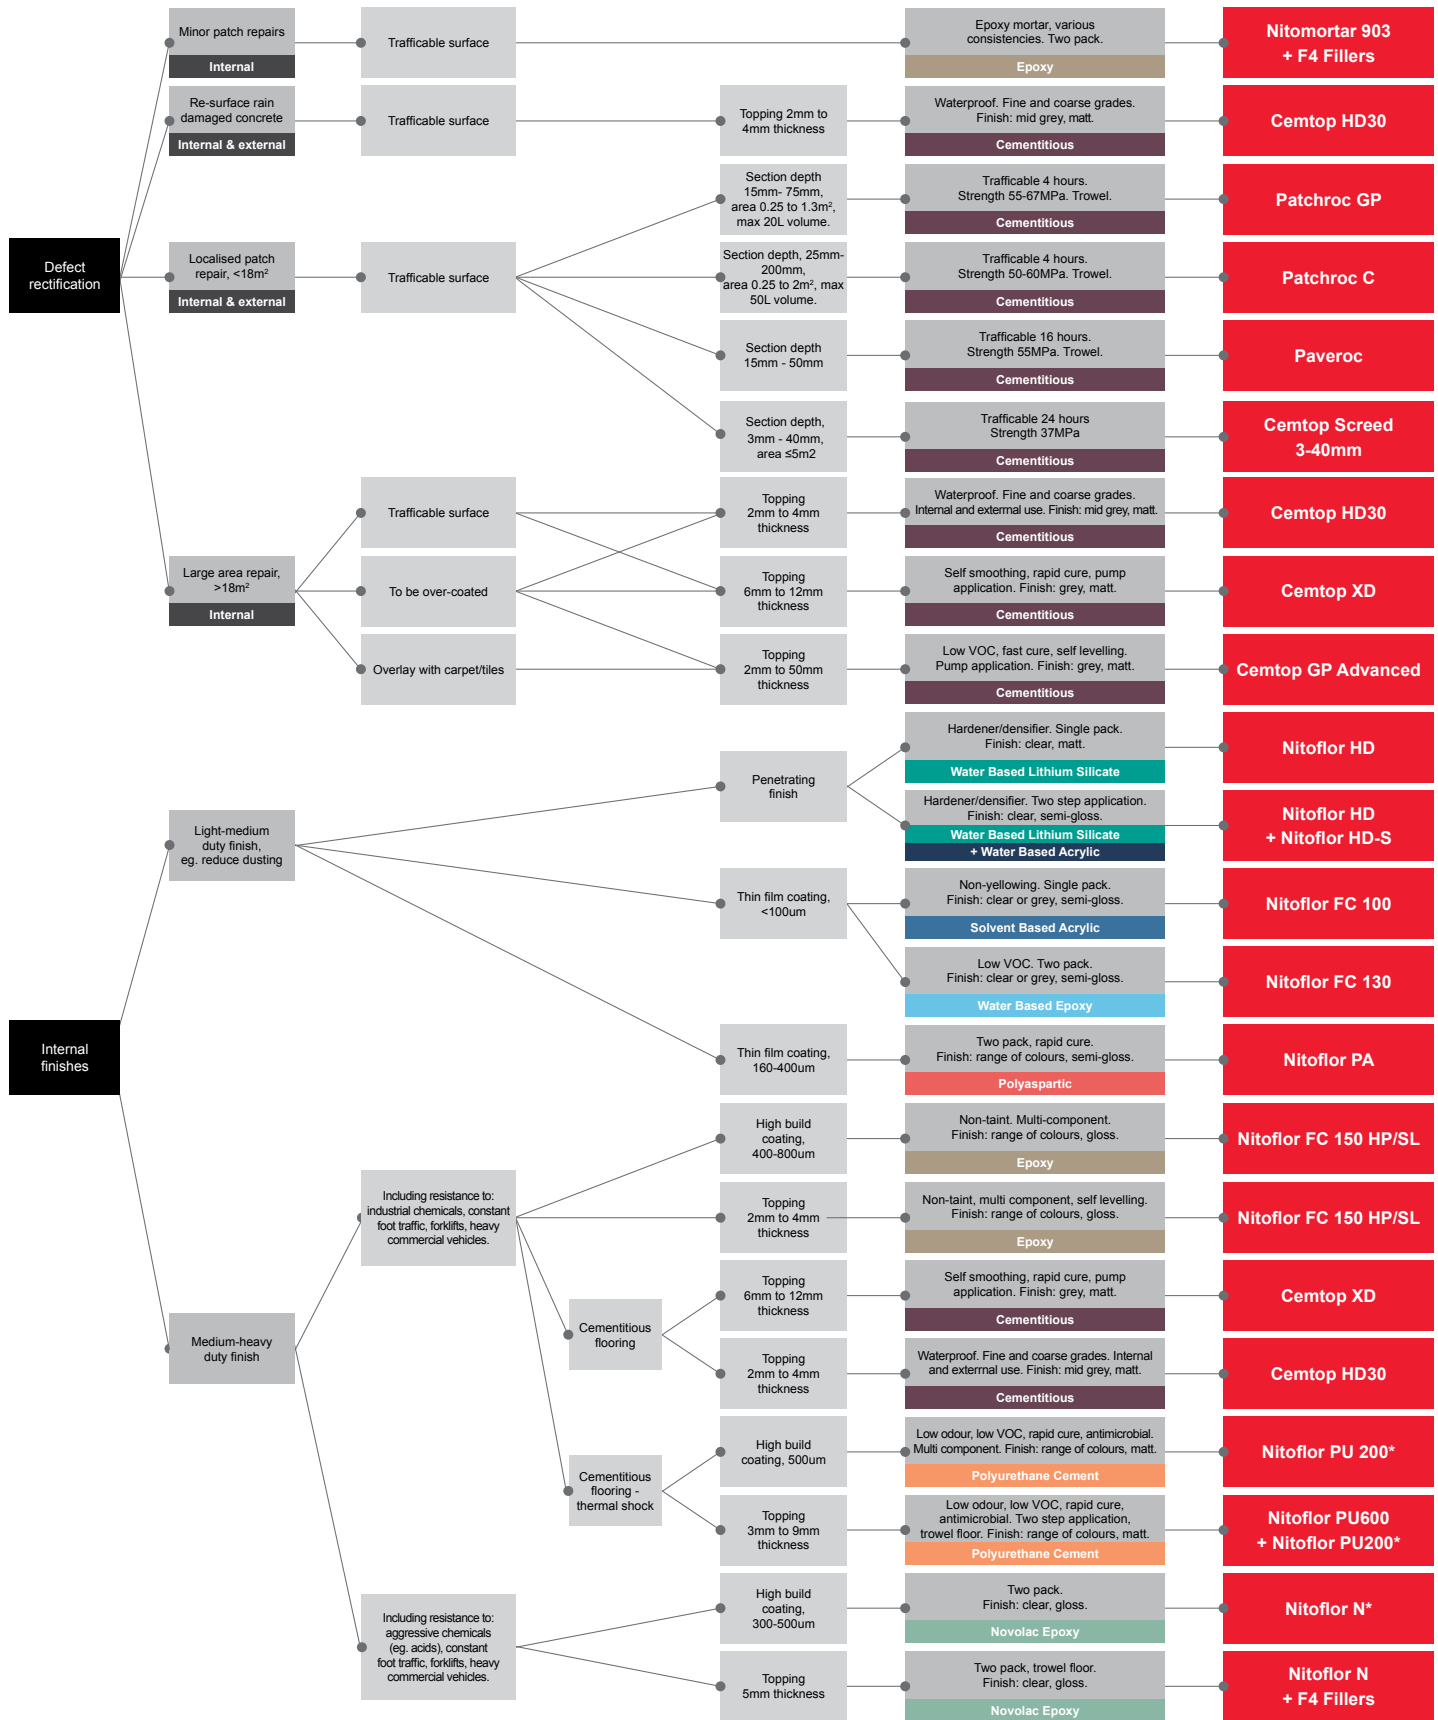 Defect
rectification
Minor patch repairs
Internal
Trafficable surface
Epoxy mortar, various
consistencies. Two pack.
Epoxy
Nitomortar 903
+ F4 Fillers
Re-surface rain
damaged concrete
Internal & external
Trafficable surface
Topping 2mm to
4mm thickness
Waterproof. Fine and coarse grades.
Finish: mid grey, matt.
Cementitious
Cemtop HD30
Localised patch
repair, <18m²
Internal & external
Trafficable surface
Section depth
15mm- 75mm,
area 0.25 to 1.3m²,
max 20L volume.
Trafficable 4 hours.
Strength 55-67MPa. Trowel.
Cementitious
Patchroc GP
Section depth, 25mm-
200mm,
area 0.25 to 2m², max
50L volume.
Trafficable 4 hours.
Strength 50-60MPa. Trowel.
Cementitious
Patchroc C
Section depth
15mm - 50mm
Trafficable 16 hours.
Strength 55MPa. Trowel.
Cementitious
Paveroc
Section depth,
3mm - 40mm,
area ≤5m2
Trafficable 24 hours
Strength 37MPa
Cementitious
Cemtop Screed
3-40mm
Large area repair,
>18m²
Internal
Trafficable surface
To be over-coated
Overlay with carpet/tiles
Topping
2mm to 4mm
thickness
Waterproof. Fine and coarse grades.
Internal and exterrnal use. Finish: mid grey, matt.
Cementitious
Cemtop HD30
Topping
6mm to 12mm
thickness
Self smoothing, rapid cure, pump
application. Finish: grey, matt.
Cementitious
Cemtop XD
Topping
2mm to 50mm
thickness
Low VOC, fast cure, self levelling.
Pump application. Finish: grey, matt.
Cementitious
Cemtop GP Advanced
Internal
finishes
Light-medium
duty finish,
eg. reduce dusting
Penetrating
finish
Hardener/densifier. Single pack.
Finish: clear, matt.
Water Based Lithium Silicate
Nitoflor HD
Hardener/densifier. Two step application.
Finish: clear, semi-gloss.
Water Based Lithium Silicate
+ Water Based Acrylic
Nitoflor HD
+ Nitoflor HD-S
Thin film coating,
<100um
Non-yellowing. Single pack.
Finish: clear or grey, semi-gloss.
Solvent Based Acrylic
Nitoflor FC 100
Low VOC. Two pack.
Finish: clear or grey, semi-gloss.
Water Based Epoxy
Nitoflor FC 130
Thin film coating,
160-400um
Two pack, rapid cure.
Finish: range of colours, semi-gloss.
Polyaspartic
Nitoflor PA
Medium-heavy
duty finish
Including resistance to:
industrial chemicals, constant
foot traffic, forklifts, heavy
commercial vehicles.
High build
coating,
400-800um
Non-taint. Multi-component.
Finish: range of colours, gloss.
Epoxy
Nitoflor FC 150 HP/SL
Topping
2mm to 4mm
thickness
Non-taint, multi component, self levelling.
Finish: range of colours, gloss.
Epoxy
Nitoflor FC 150 HP/SL
Cementitious
flooring
Topping
6mm to 12mm
thickness
Self smoothing, rapid cure, pump
application. Finish: grey, matt.
Cementitious
Cemtop XD
Topping
2mm to 4mm
thickness
Waterproof. Fine and coarse grades. Internal
and exterrnal use. Finish: mid grey, matt.
Cementitious
Cemtop HD30
Cementitious
flooring -
thermal shock
High build
coating, 500um
Low odour, low VOC, rapid cure, antimicrobial.
Multi component. Finish: range of colours, matt.
Polyurethane Cement
Nitoflor PU 200*
Topping
3mm to 9mm
thickness
Low odour, low VOC, rapid cure,
antimicrobial. Two step application,
trowel floor. Finish: range of colours, matt.
Polyurethane Cement
Nitoflor PU600
+ Nitoflor PU200*
Including resistance to:
aggressive chemicals
(eg. acids), constant
foot traffic, forklifts, heavy
commercial vehicles.
High build
coating,
300-500um
Two pack.
Finish: clear, gloss.
Novolac Epoxy
Nitoflor N*
Topping
5mm thickness
Two pack, trowel floor.
Finish: clear, gloss.
Novolac Epoxy
Nitoflor N
+ F4 Fillers